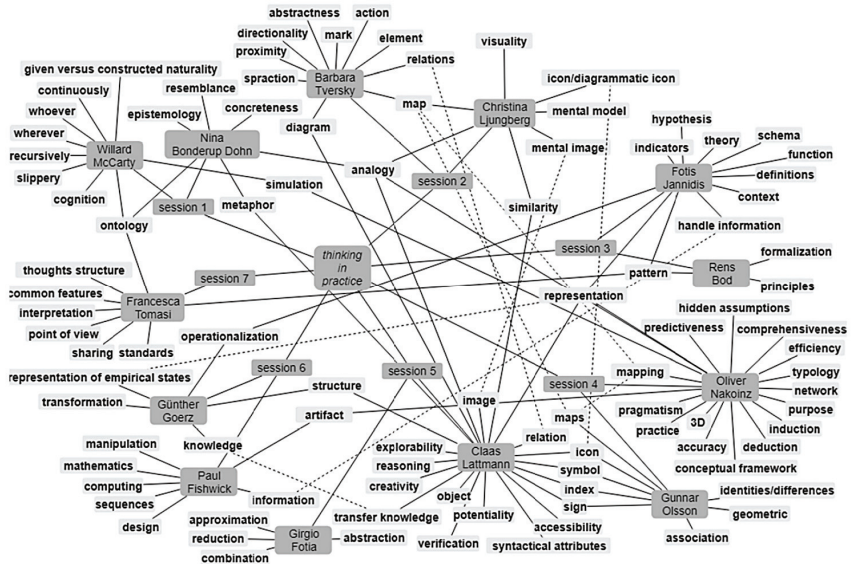 abstractness
action
directionality
mark
element
proximity
relations
spraction
Barbara
Tversky
visuality
icon/diagrammatic icon
given versus constructed naturality
continuously
resemblance
map
Christina
Ljungberg
mental model
whoever
epistemology
concreteness
diagram
mental image
hypothesis
wherever
Willard
McCarty
Nina
Bonderup Dohn
indicators
theory
schema
recursively
analogy
function
slippery
simulation
session 2
Fotis
Jannidis
definitions
cognition
session 1
metaphor
similarity
context
ontology
handle information
thinking
in
practice
session 3
formalization
thoughts structure
session 7
pattern
Rens
Bod
principles
common features
Francesca
Tomasi
representation
interpretation
hidden assumptions
point of view
operationalization
predictiveness
comprehensiveness
sharing
standards
efficiency
representation of empirical states
session 6
session 5
session 4
mapping
Oliver
Nakoinz
typology
structure
network
transformation
Günther
Goerz
image
artifact
maps
pragmatism
3D
purpose
practice
induction
manipulation
knowledge
explorability
relation
accuracy
deduction
mathematics
reasoning
Claas
Lattmann
icon
conceptual framework
computing
Paul
Fishwick
creativity
symbol
sequences
information
object
index
identities/differences
design
approximation
transfer knowledge
potentiality
sign
Gunnar
Olsson
geometric
reduction
Girgio
Fotia
abstraction
accessibility
association
combination
verification
syntactical attributes